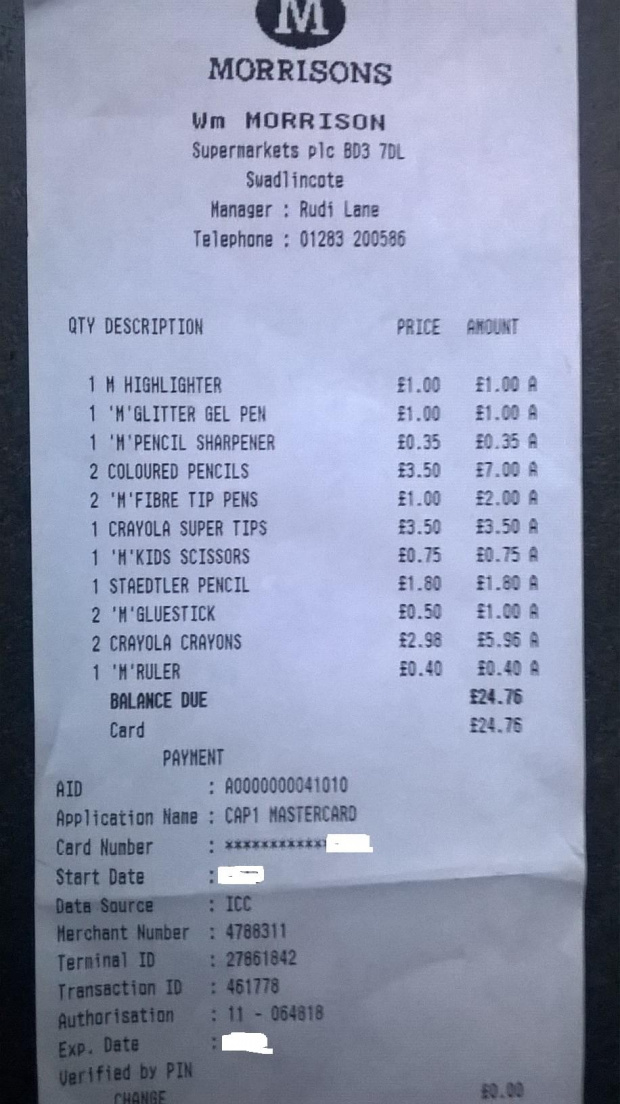 M
MORRISONS
Wm MORRISON
Supermarkets plc BD3 7DL
Swadlincote
Manager : Rudi Lane
Telephone : 01283 200586
QTY DESCRIPTION PRICE AMOUNT
1 M HIGHLIGHTER £1.00 £1.00 A
1 'M'GLITTER GEL PEN £1.00 £1.00 A
1 'M'PENCIL SHARPENER £0.35 £0.35 A
2 COLOURED PENCILS £3.50 £7.00 A
2 'M'FIBRE TIP PENS £1.00 £2.00 A
1 CRAYOLA SUPER TIPS £3.50 £3.50 A
1 'M'KIDS SCISSORS £0.75 £0.75 A
1 STAEDTLER PENCIL £1.80 £1.80 A
2 'M'GLUESTICK £0.50 £1.00 A
2 CRAYOLA CRAYONS £2.98 £5.96 A
1 'M'RULER £0.40 £0.40 A
BALANCE DUE £24.76
Card £24.76
PAYMENT
AID : A0000000041010
Application Name : CAP1 MASTERCARD
Card Number : ************
Start Date :
Data Source : ICC
Merchant Number : 4788311
Terminal ID : 27861842
Transaction ID : 461778
Authorisation : 11 - 064818
Exp. Date :
Verified by PIN
CHANGE £0.00